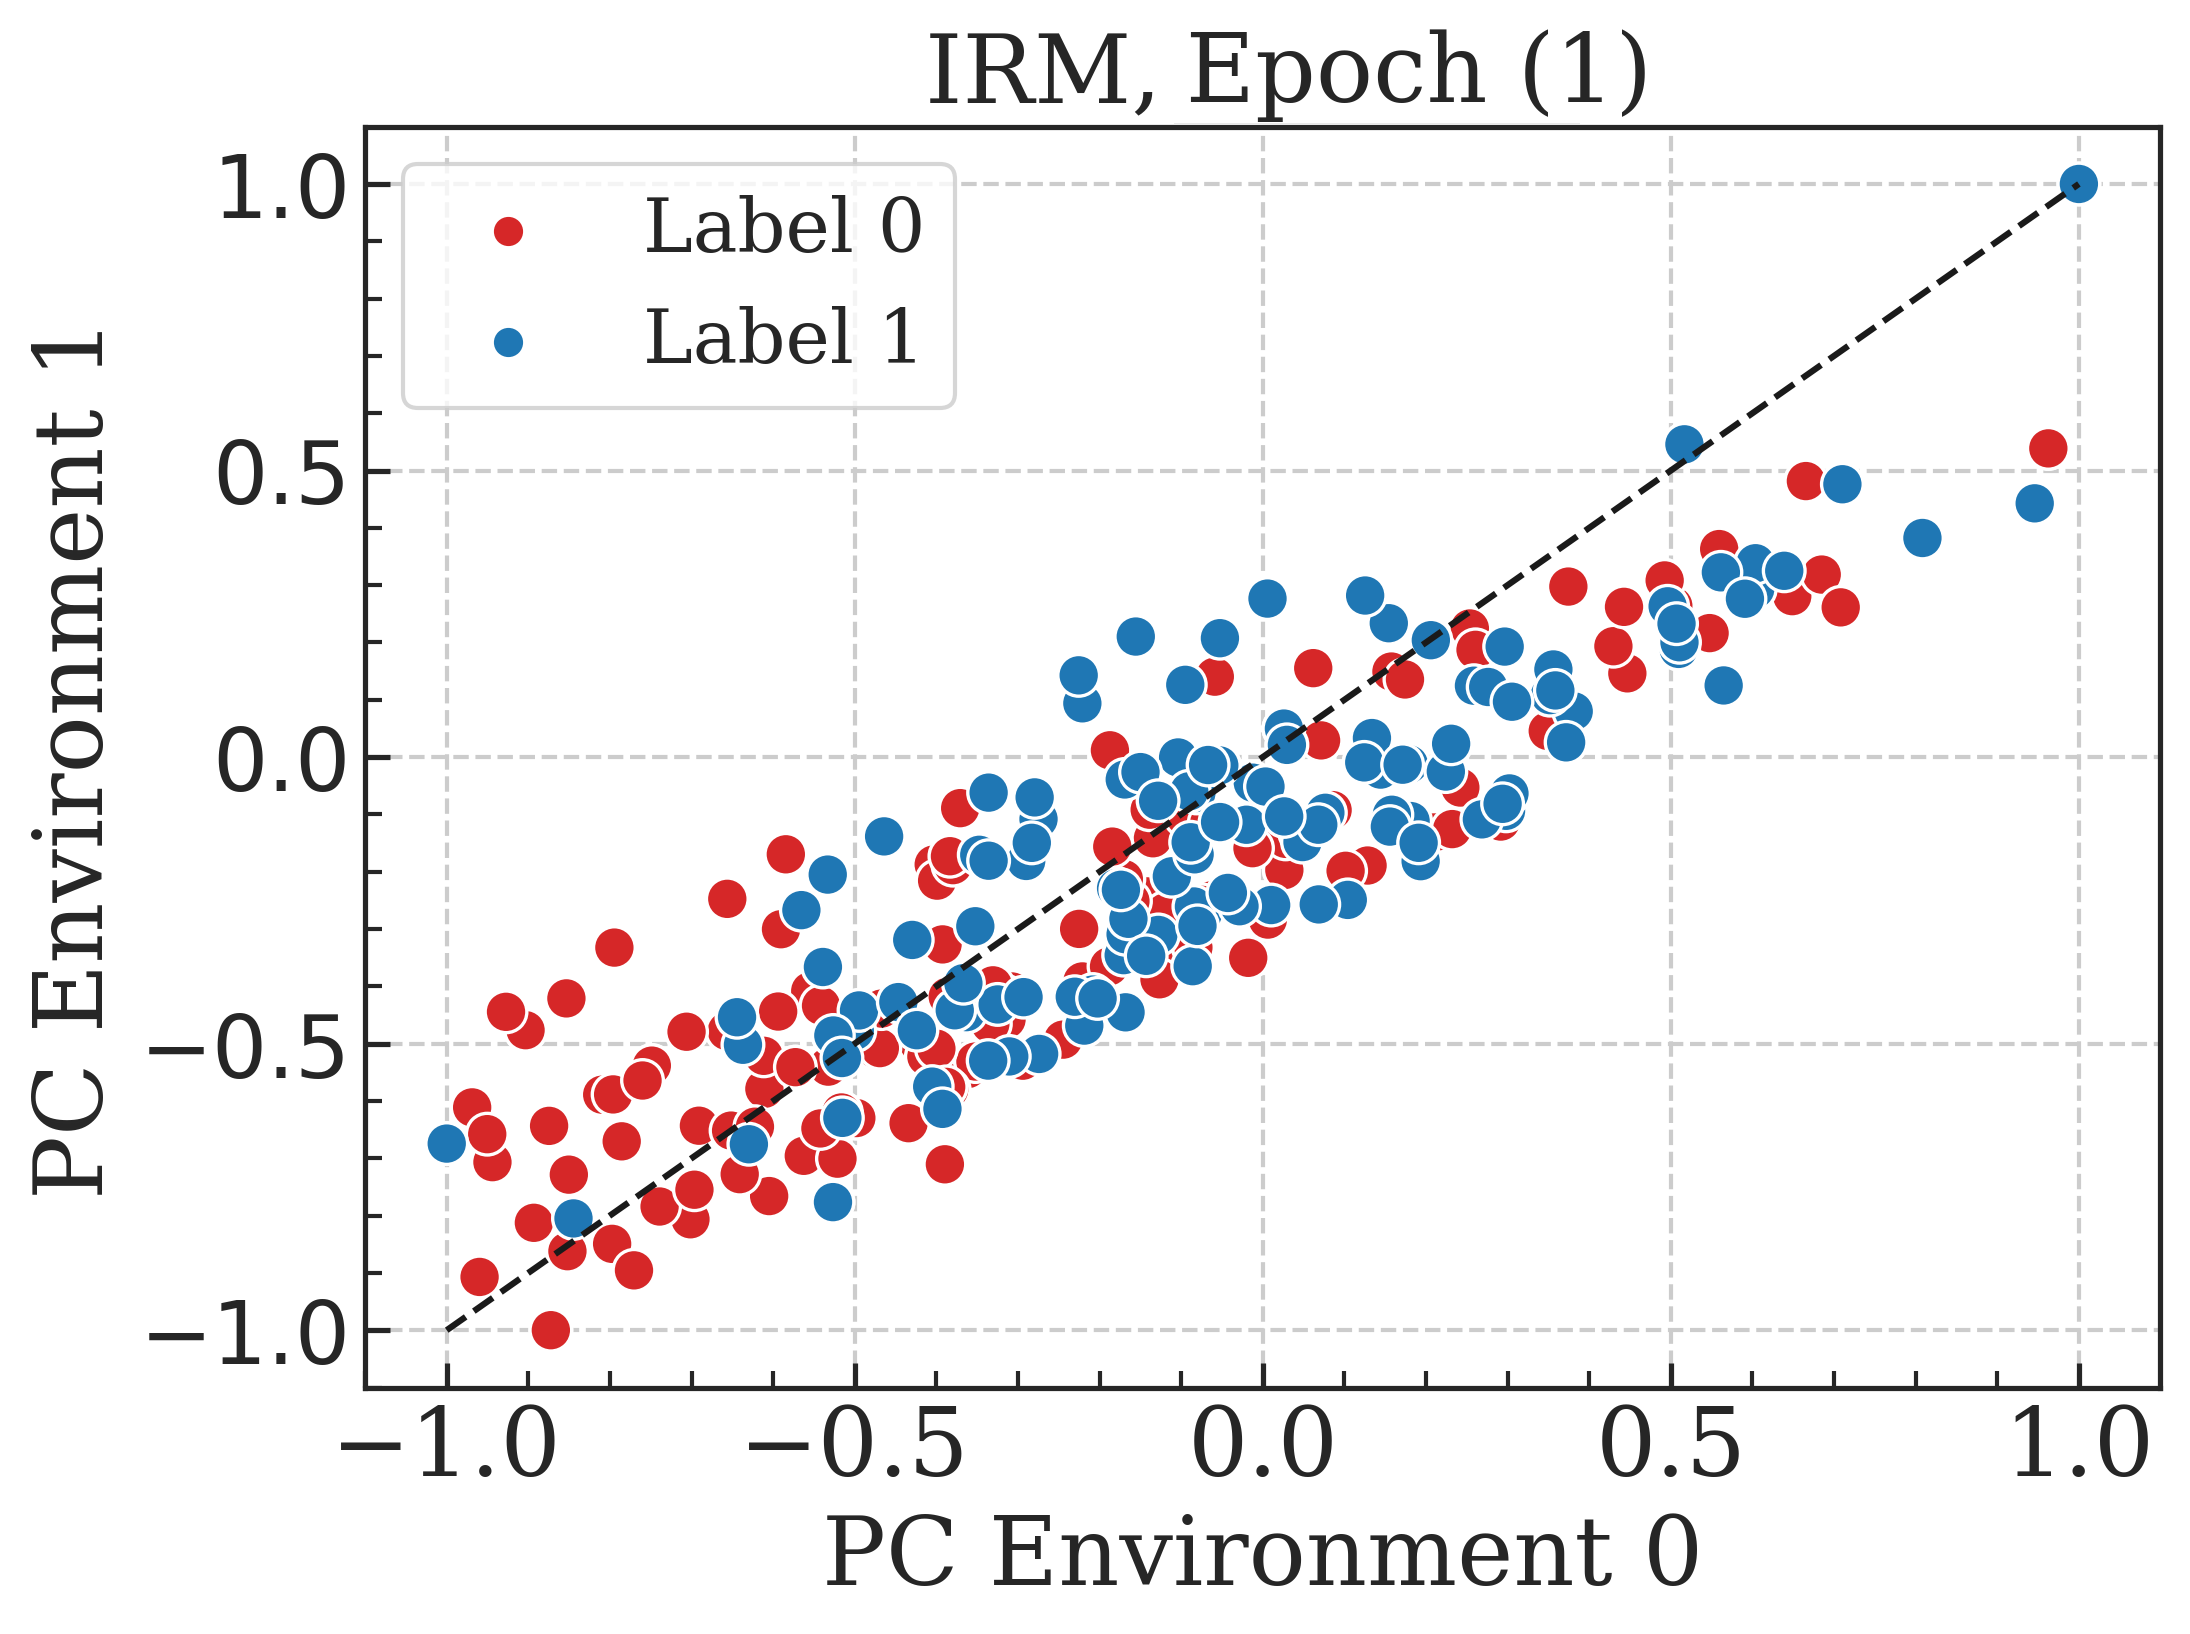 IRM, Epoch (1)
Label 0
Label 1
PC Environment 1
1.0
0.5
0.0
−0.5
−1.0
−1.0 −0.5 0.0 0.5 1.0
PC Environment 0